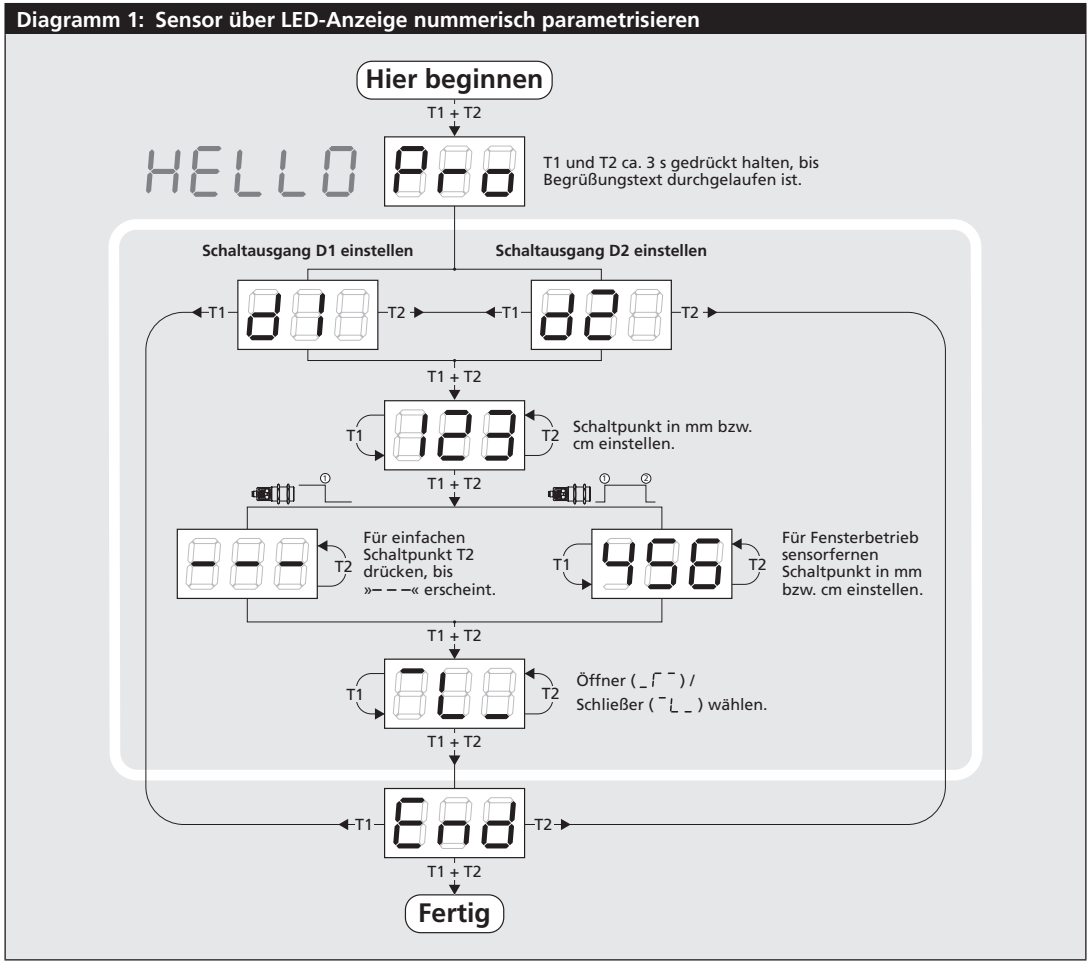 Diagramm 1: Sensor über LED-Anzeige nummerisch parametrisieren
Hier beginnen
T1 + T2
HELLO
Pro
T1 und T2 ca. 3 s gedrückt halten, bis
Begrüßungstext durchgelaufen ist.
Schaltausgang D1 einstellen
Schaltausgang D2 einstellen
T1
d1
T2
T1
d2
T2
T1 + T2
T1
123
T2
Schaltpunkt in mm bzw.
cm einstellen.
T1 + T2
①
① ②
---
T2
Für einfachen
Schaltpunkt T2
drücken, bis
»– – –« erscheint.
T1
456
T2
Für Fensterbetrieb
sensorfernen
Schaltpunkt in mm
bzw. cm einstellen.
T1 + T2
T1
¯L_
T2
Öffner ( _Γ¯ ) /
Schließer ( ¯L_ ) wählen.
T1 + T2
T1
End
T2
T1 + T2
Fertig